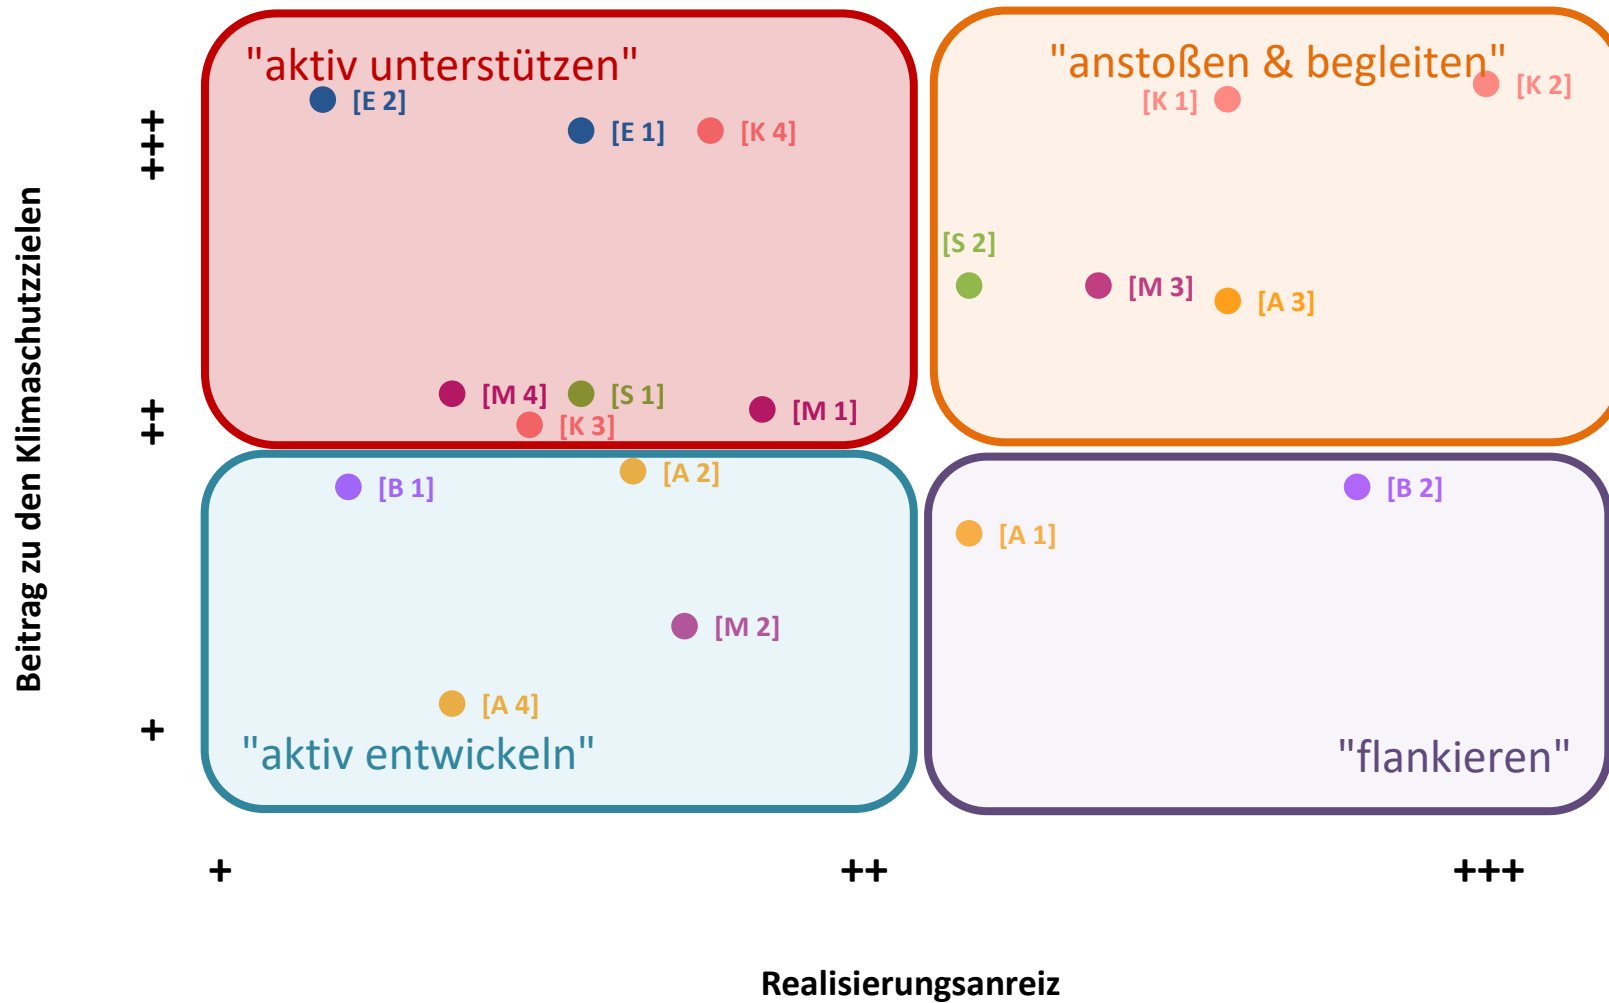 "aktiv unterstützen"
"anstoßen & begleiten"
[E 2]
[E 1]
[K 4]
[K 1]
[K 2]
+++
[S 2]
[M 3]
[A 3]
[M 4]
[S 1]
[M 1]
[K 3]
++
Beitrag zu den Klimaschutzzielen
[B 1]
[A 2]
[B 2]
[A 1]
[M 2]
[A 4]
+
"aktiv entwickeln"
"flankieren"
+
++
+++
Realisierungsanreiz